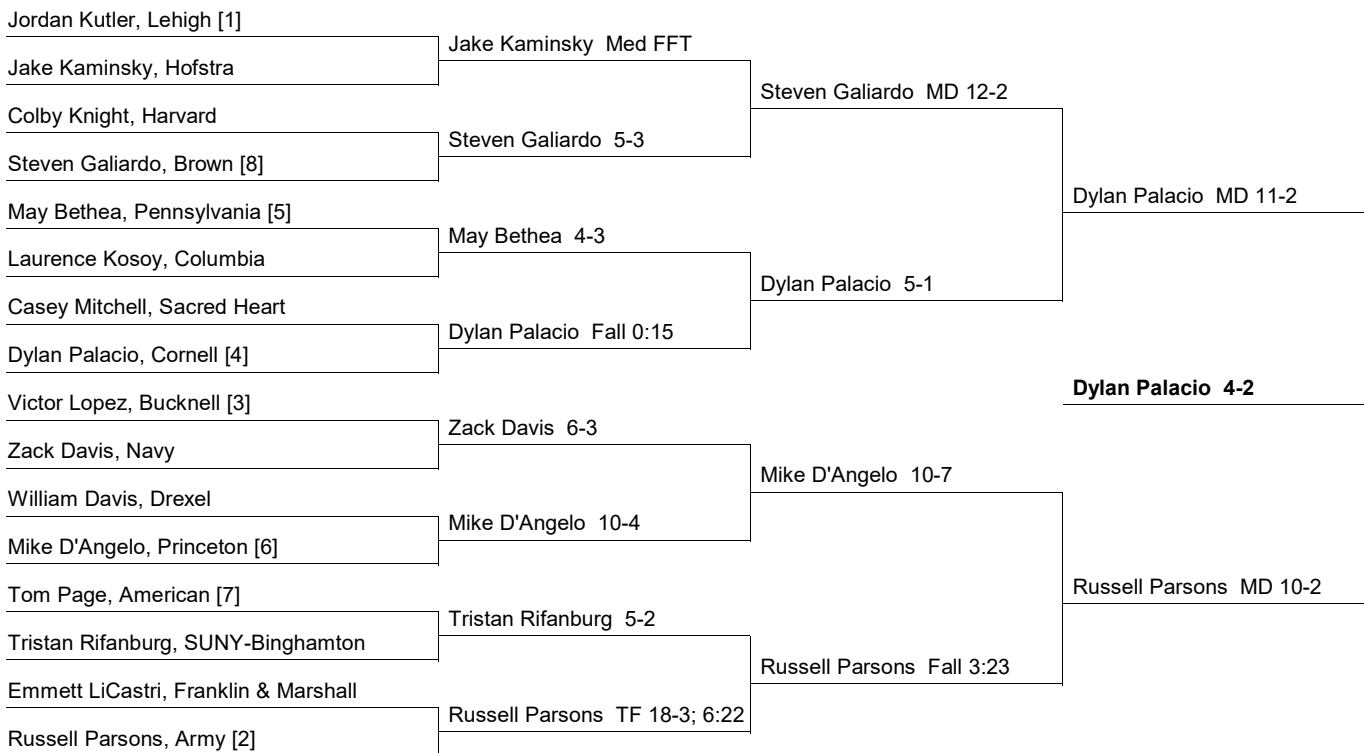 Jordan Kutler, Lehigh [1]
Jake Kaminsky, Hofstra
Colby Knight, Harvard
Steven Galiardo, Brown [8]
May Bethea, Pennsylvania [5]
Laurence Kosoy, Columbia
Casey Mitchell, Sacred Heart
Dylan Palacio, Cornell [4]
Victor Lopez, Bucknell [3]
Zack Davis, Navy
William Davis, Drexel
Mike D'Angelo, Princeton [6]
Tom Page, American [7]
Tristan Rifanburg, SUNY-Binghamton
Emmett LiCastri, Franklin & Marshall
Russell Parsons, Army [2]
Jake Kaminsky Med FFT
Steven Galiardo 5-3
May Bethea 4-3
Dylan Palacio Fall 0:15
Zack Davis 6-3
Mike D'Angelo 10-4
Tristan Rifanburg 5-2
Russell Parsons TF 18-3; 6:22
Steven Galiardo MD 12-2
Dylan Palacio 5-1
Mike D'Angelo 10-7
Russell Parsons Fall 3:23
Dylan Palacio MD 11-2
Dylan Palacio 4-2
Russell Parsons MD 10-2